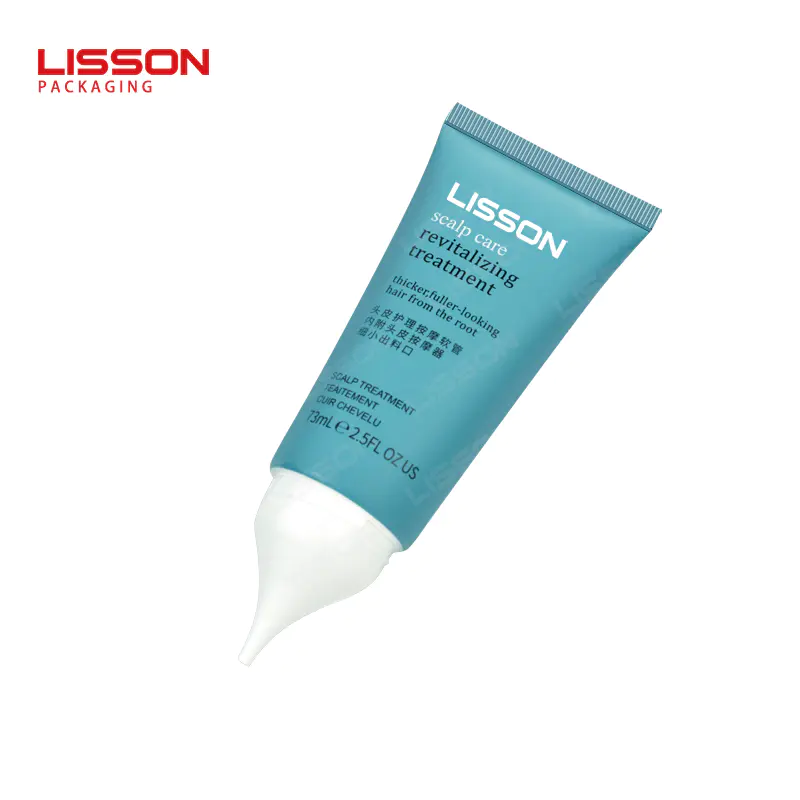 LISSON
PACKAGING
LISSON
scalp care
revitalizing
treatment
thicker,fuller-looking
hair from the root
头皮护理按摩软管
内附头皮按摩器
细小出料口
SCALP TREATMENT
TEAITEMENT
CUIR CHEVELU
73mL ℮ 2.5FL OZ US